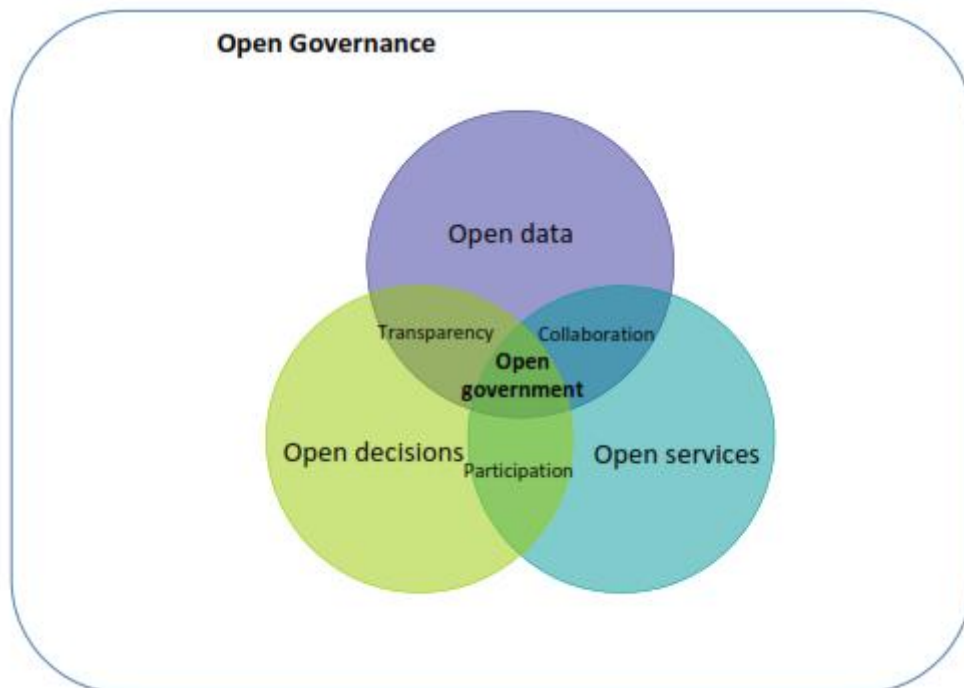 Open Governance
Open data
Transparency
Collaboration
Open
government
Open decisions
Open services
Participation